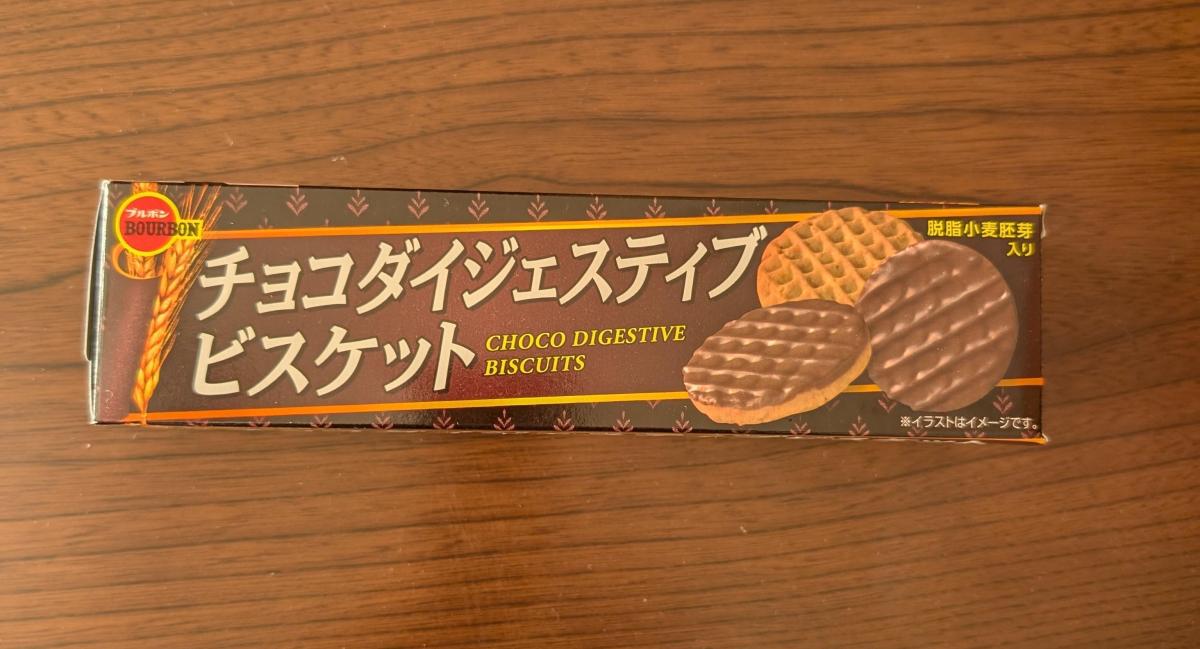 ブルボン
BOURBON
チョコダイジェスティブ
ビスケット
CHOCO DIGESTIVE
BISCUITS
脱脂小麦胚芽
入り
※イラストはイメージです。